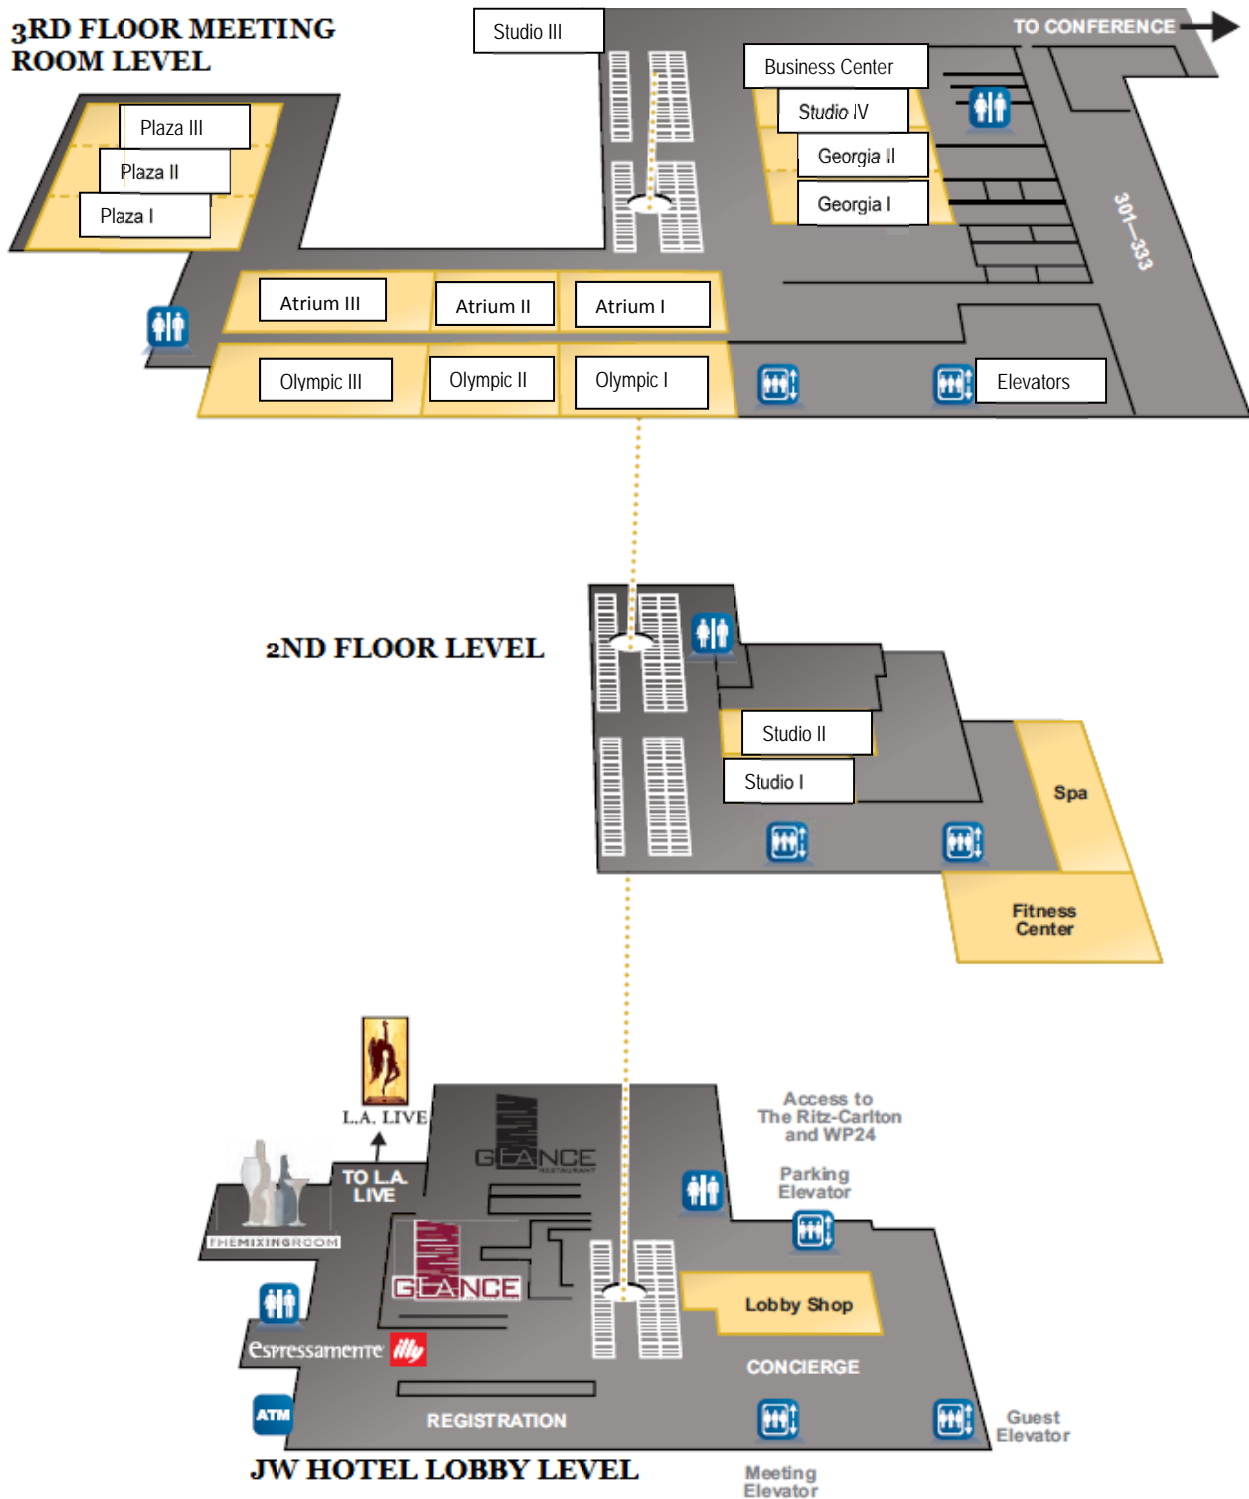 3RD FLOOR MEETING
ROOM LEVEL
Studio III
TO CONFERENCE
Business Center
Studio IV
Georgia II
Georgia I
Plaza III
Plaza II
Plaza I
301—333
Atrium III
Atrium II
Atrium I
Olympic III
Olympic II
Olympic I
Elevators
2ND FLOOR LEVEL
Studio II
Studio I
Spa
Fitness
Center
L.A. LIVE
TO L.A.
LIVE
GLANCE
RESTAURANT
Access to
The Ritz-Carlton
and WP24
Parking
Elevator
THEMIXINGROOM
GLANCE
Lobby Shop
espressamente illy
CONCIERGE
ATM
REGISTRATION
Guest
Elevator
JW HOTEL LOBBY LEVEL
Meeting
Elevator